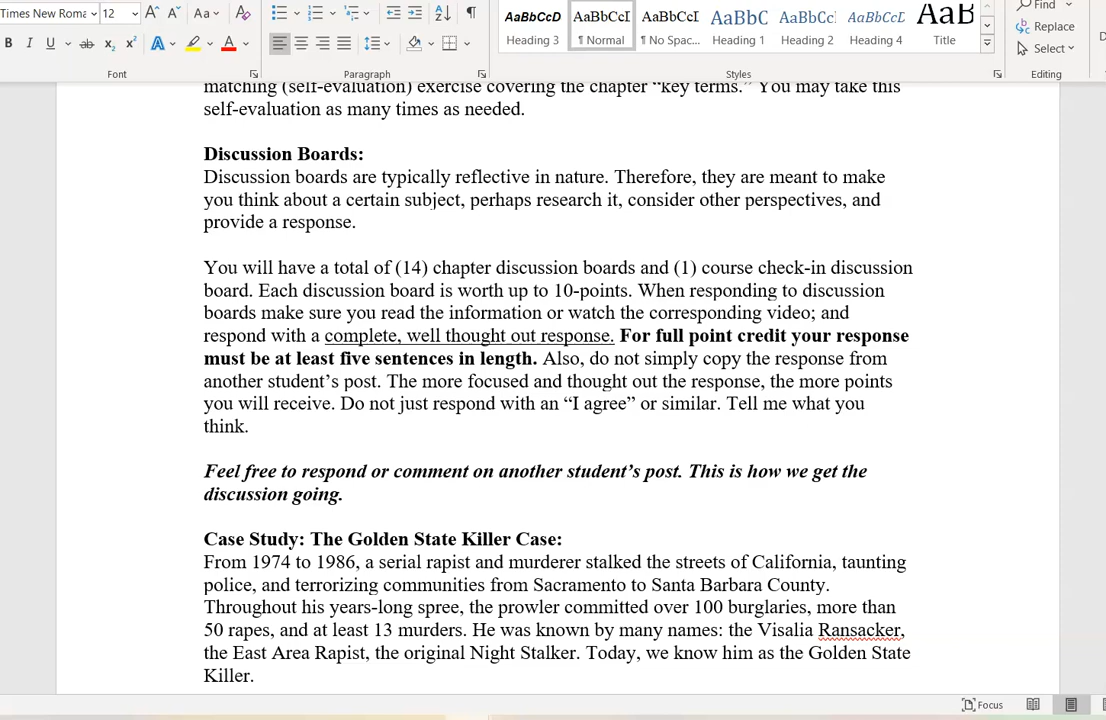 Times New Roma 12 Aa
B I U ab x₂ x² A A
Font
Paragraph
AaBbCcD AaBbCcI AaBbCcI AaBbC AaBbCc AaBbCcD AaB
Heading 3 ¶ Normal ¶ No Spac... Heading 1 Heading 2 Heading 4 Title
Styles
Find
Replace
Select
Editing
matching (self-evaluation) exercise covering the chapter “key terms.” You may take this
self-evaluation as many times as needed.
Discussion Boards:
Discussion boards are typically reflective in nature. Therefore, they are meant to make
you think about a certain subject, perhaps research it, consider other perspectives, and
provide a response.
You will have a total of (14) chapter discussion boards and (1) course check-in discussion
board. Each discussion board is worth up to 10-points. When responding to discussion
boards make sure you read the information or watch the corresponding video; and
respond with a complete, well thought out response. For full point credit your response
must be at least five sentences in length. Also, do not simply copy the response from
another student’s post. The more focused and thought out the response, the more points
you will receive. Do not just respond with an “I agree” or similar. Tell me what you
think.
Feel free to respond or comment on another student’s post. This is how we get the
discussion going.
Case Study: The Golden State Killer Case:
From 1974 to 1986, a serial rapist and murderer stalked the streets of California, taunting
police, and terrorizing communities from Sacramento to Santa Barbara County.
Throughout his years-long spree, the prowler committed over 100 burglaries, more than
50 rapes, and at least 13 murders. He was known by many names: the Visalia Ransacker,
the East Area Rapist, the original Night Stalker. Today, we know him as the Golden State
Killer.
Focus